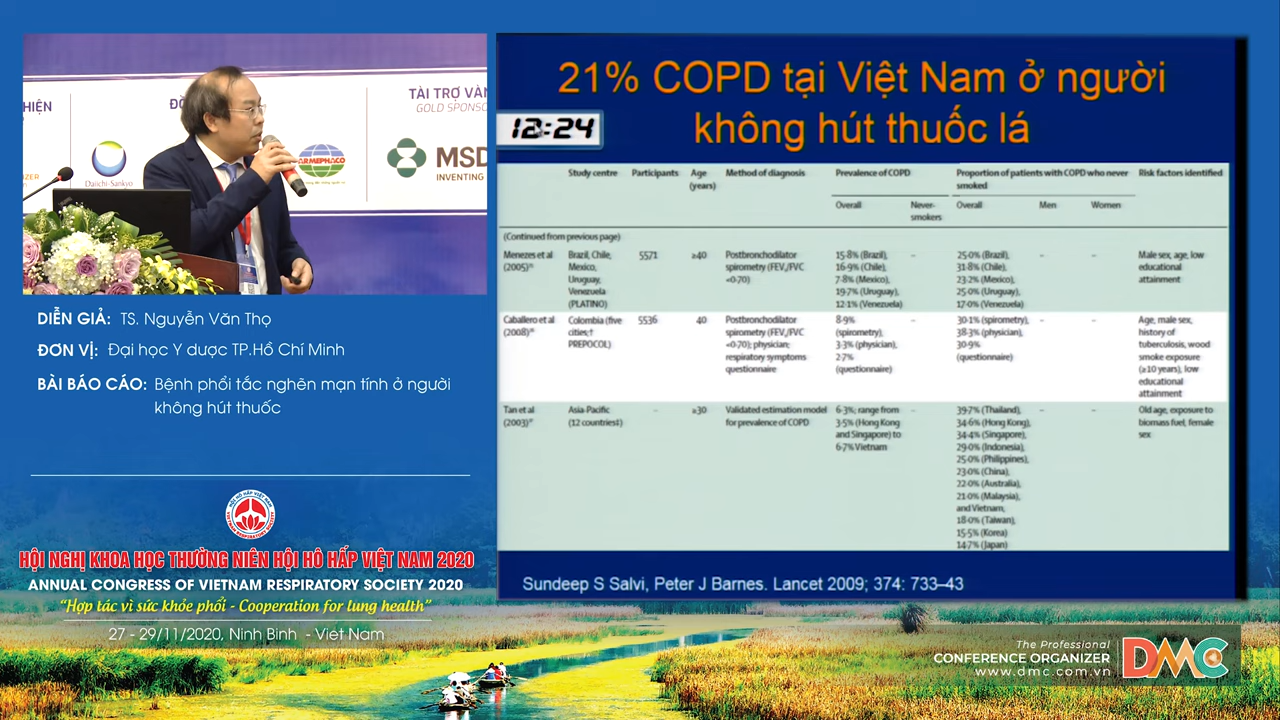 HIỆN
TÀI TRỢ VÀN
GOLD SPONSO
Daiichi-Sankyo
ARMEPHACO
MSD
INVENTING
DIỄN GIẢ: TS. Nguyễn Văn Thọ
ĐƠN VỊ: Đại học Y dược TP.Hồ Chí Minh
BÀI BÁO CÁO: Bệnh phổi tắc nghẽn mạn tính ở người
không hút thuốc
HỘI NGHỊ KHOA HỌC THƯỜNG NIÊN HỘI HÔ HẤP VIỆT NAM 2020
ANNUAL CONGRESS OF VIETNAM RESPIRATORY SOCIETY 2020
“Hợp tác vì sức khỏe phổi - Cooperation for lung health”
27 - 29/11/2020, Ninh Bình - Việt Nam
21% COPD tại Việt Nam ở người
không hút thuốc lá
12:24
Study centre Participants Age (years) Method of diagnosis Prevalence of COPD Proportion of patients with COPD who never smoked Risk factors identified
Overall Never-smokers Overall Men Women
(Continued from previous page)
Menezes et al Brazil, Chile, 5571 ≥40 Postbronchodilator 15·8% (Brazil), – 25·0% (Brazil), – – Male sex, age, low
(2005) Mexico, spirometry (FEV₁/FVC 16·9% (Chile), 31·8% (Chile), educational
Uruguay, <0·70) 7·8% (Mexico), 23·2% (Mexico), attainment
Venezuela 19·7% (Uruguay), 25·0% (Uruguay),
(PLATINO) 12·1% (Venezuela) 17·0% (Venezuela)
Caballero et al Colombia (five 5536 40 Postbronchodilator 8·9% – 30·1% (spirometry), – – Age, male sex,
(2008) cities;† spirometry (FEV₁/FVC (spirometry), 38·3% (physician), history of
PREPOCOL) <0·70); physician; 3·3% (physician), 30·9% tuberculosis, wood
respiratory symptoms 2·7% (questionnaire) smoke exposure
questionnaire (questionnaire) (≥10 years), low
educational
attainment
Tan et al Asia-Pacific – ≥30 Validated estimation model 6·3%; range from – 39·7% (Thailand), – – Old age, exposure to
(2003) (12 countries‡) for prevalence of COPD 3·5% (Hong Kong 34·6% (Hong Kong), biomass fuel, female
and Singapore) to 34·4% (Singapore), sex
6·7% Vietnam 29·0% (Indonesia),
25·0% (Philippines),
23·0% (China),
22·0% (Australia),
21·0% (Malaysia),
and Vietnam,
18·0% (Taiwan),
15·5% (Korea)
14·7% (Japan)
Sundeep S Salvi, Peter J Barnes. Lancet 2009; 374: 733–43
The Professional
CONFERENCE ORGANIZER
www.dmc.com.vn
DMC